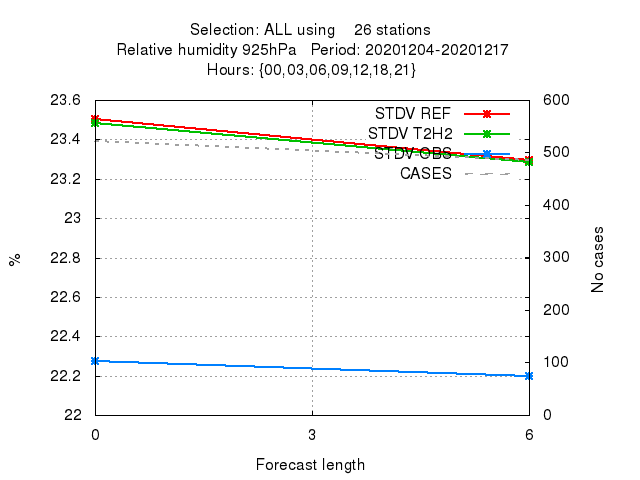 Selection: ALL using 26 stations
Relative humidity 925hPa Period: 20201204-20201217
Hours: {00,03,06,09,12,18,21}
STDV REF
STDV T2H2
STDV OBS
CASES
23.6
23.4
23.2
23
22.8
22.6
22.4
22.2
22
%
600
500
400
300
200
100
0
No cases
0 3 6
Forecast length